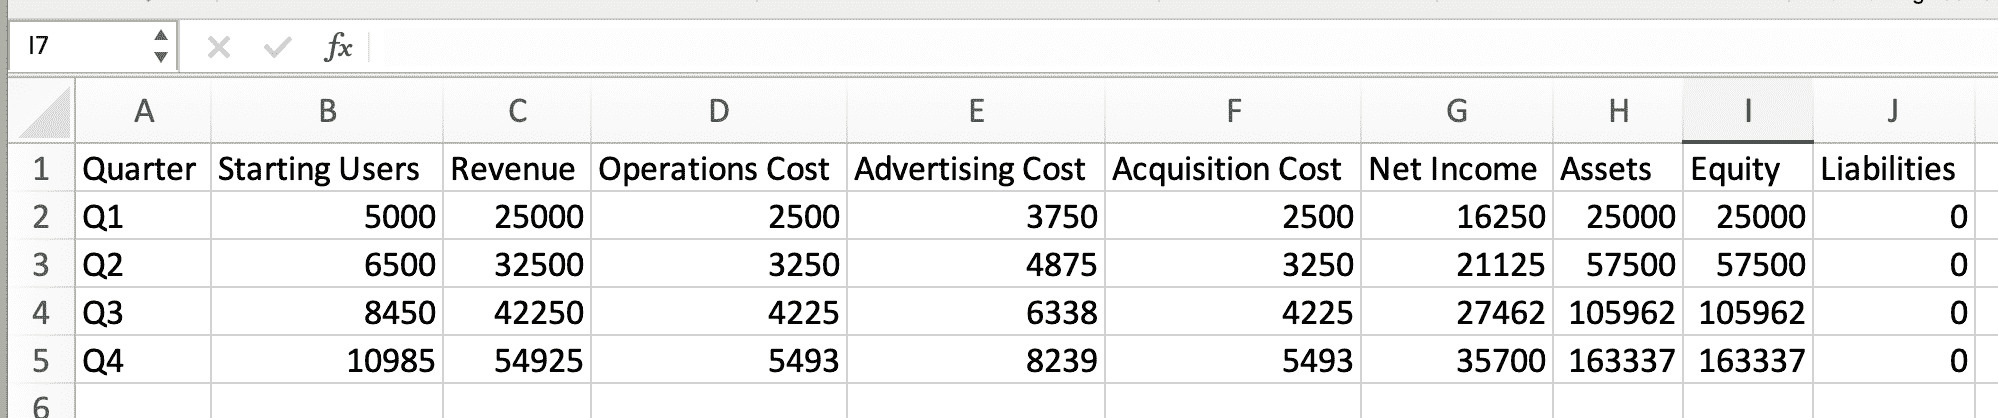 I7 fx
A B C D E F G H I J
1 Quarter Starting Users Revenue Operations Cost Advertising Cost Acquisition Cost Net Income Assets Equity Liabilities
2 Q1 5000 25000 2500 3750 2500 16250 25000 25000 0
3 Q2 6500 32500 3250 4875 3250 21125 57500 57500 0
4 Q3 8450 42250 4225 6338 4225 27462 105962 105962 0
5 Q4 10985 54925 5493 8239 5493 35700 163337 163337 0
6